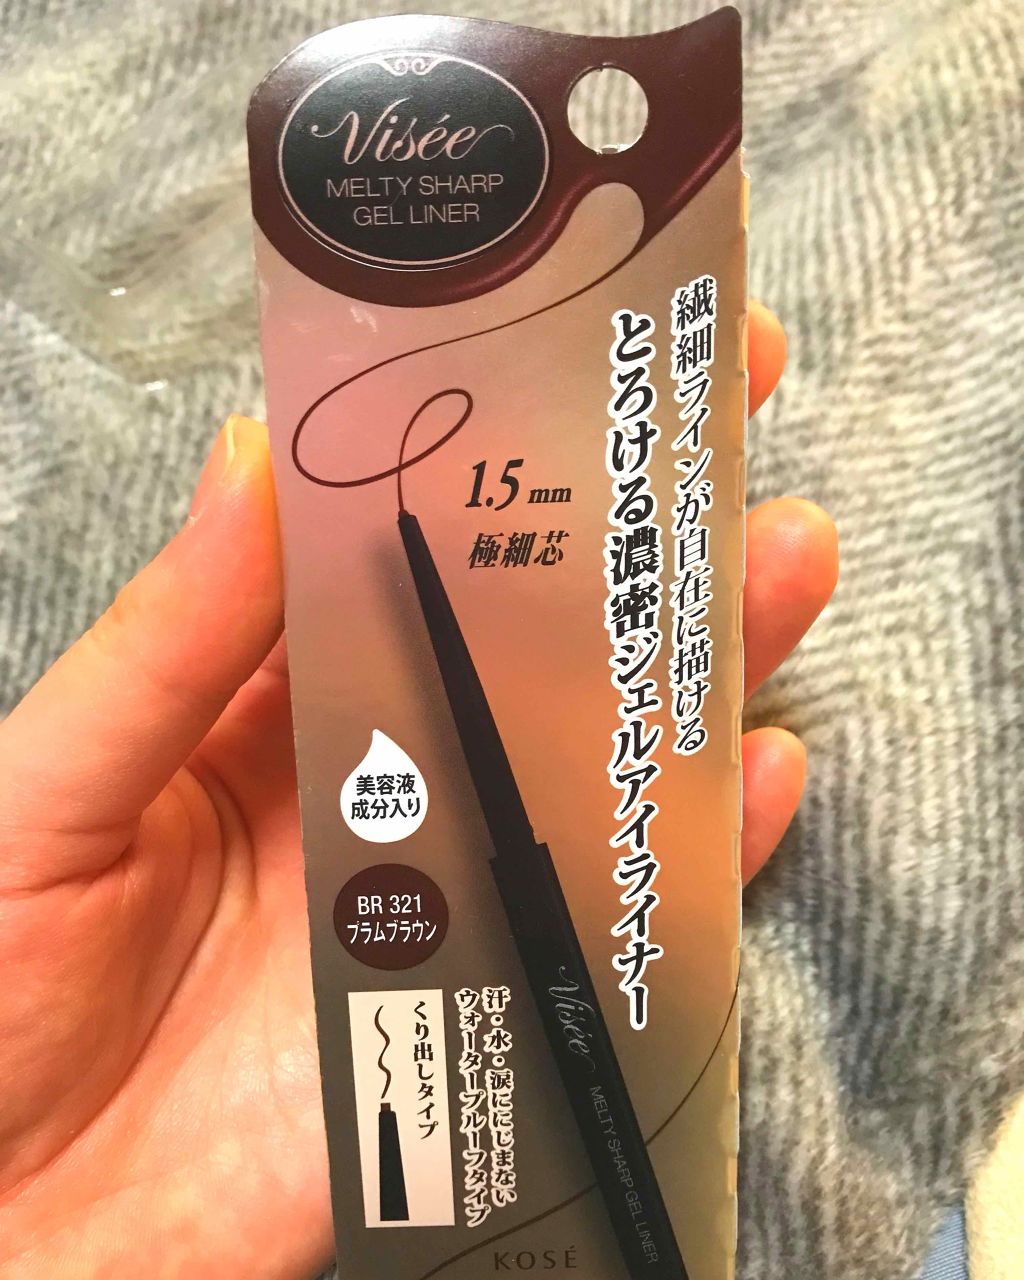 Visée
MELTY SHARP
GEL LINER
繊細ラインが自在に描ける
とろける濃密ジェルアイライナー
1.5 mm
極細芯
美容液
成分入り
BR 321
プラムブラウン
汗・水・涙ににじまない
ウォータープルーフタイプ
くり出しタイプ
Visée MELTY SHARP GEL LINER
KOSÉ